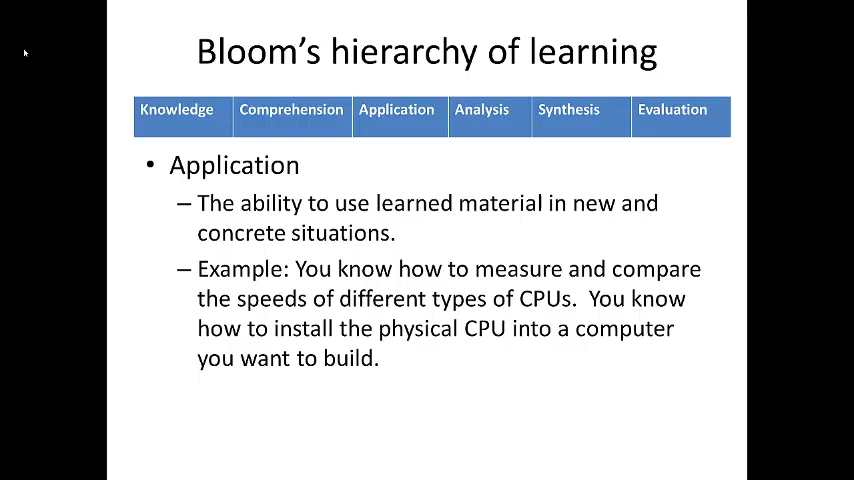 Bloom's hierarchy of learning
Knowledge Comprehension Application Analysis Synthesis Evaluation
• Application
– The ability to use learned material in new and
concrete situations.
– Example: You know how to measure and compare
the speeds of different types of CPUs.  You know
how to install the physical CPU into a computer
you want to build.